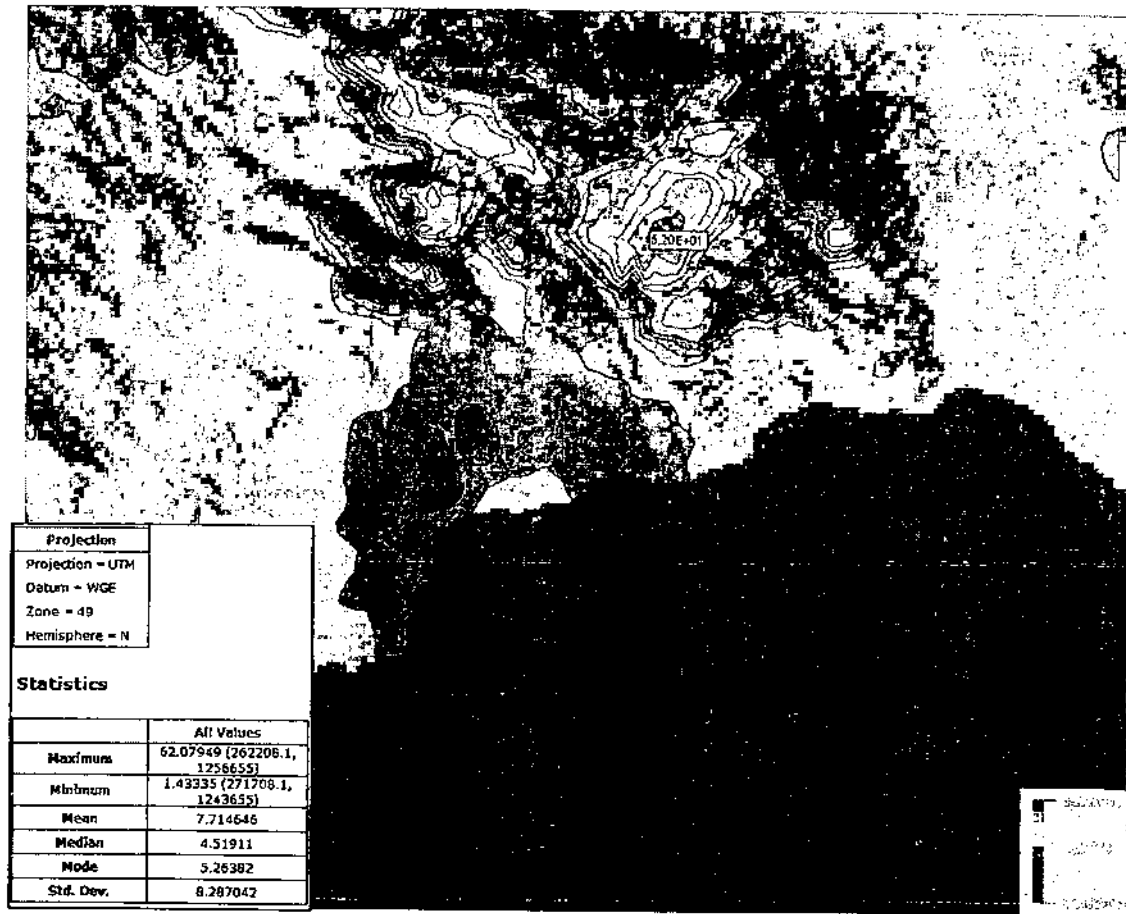 6.20E+01
Projection
Projection = UTM
Datum = WGE
Zone = 49
Hemisphere = N
Statistics
All Values
Maximum 62.07949 (262208.1,
1256655)
Minimum 1.43335 (271708.1,
1243655)
Mean 7.714646
Median 4.51911
Mode 5.26382
Std. Dev. 8.287042